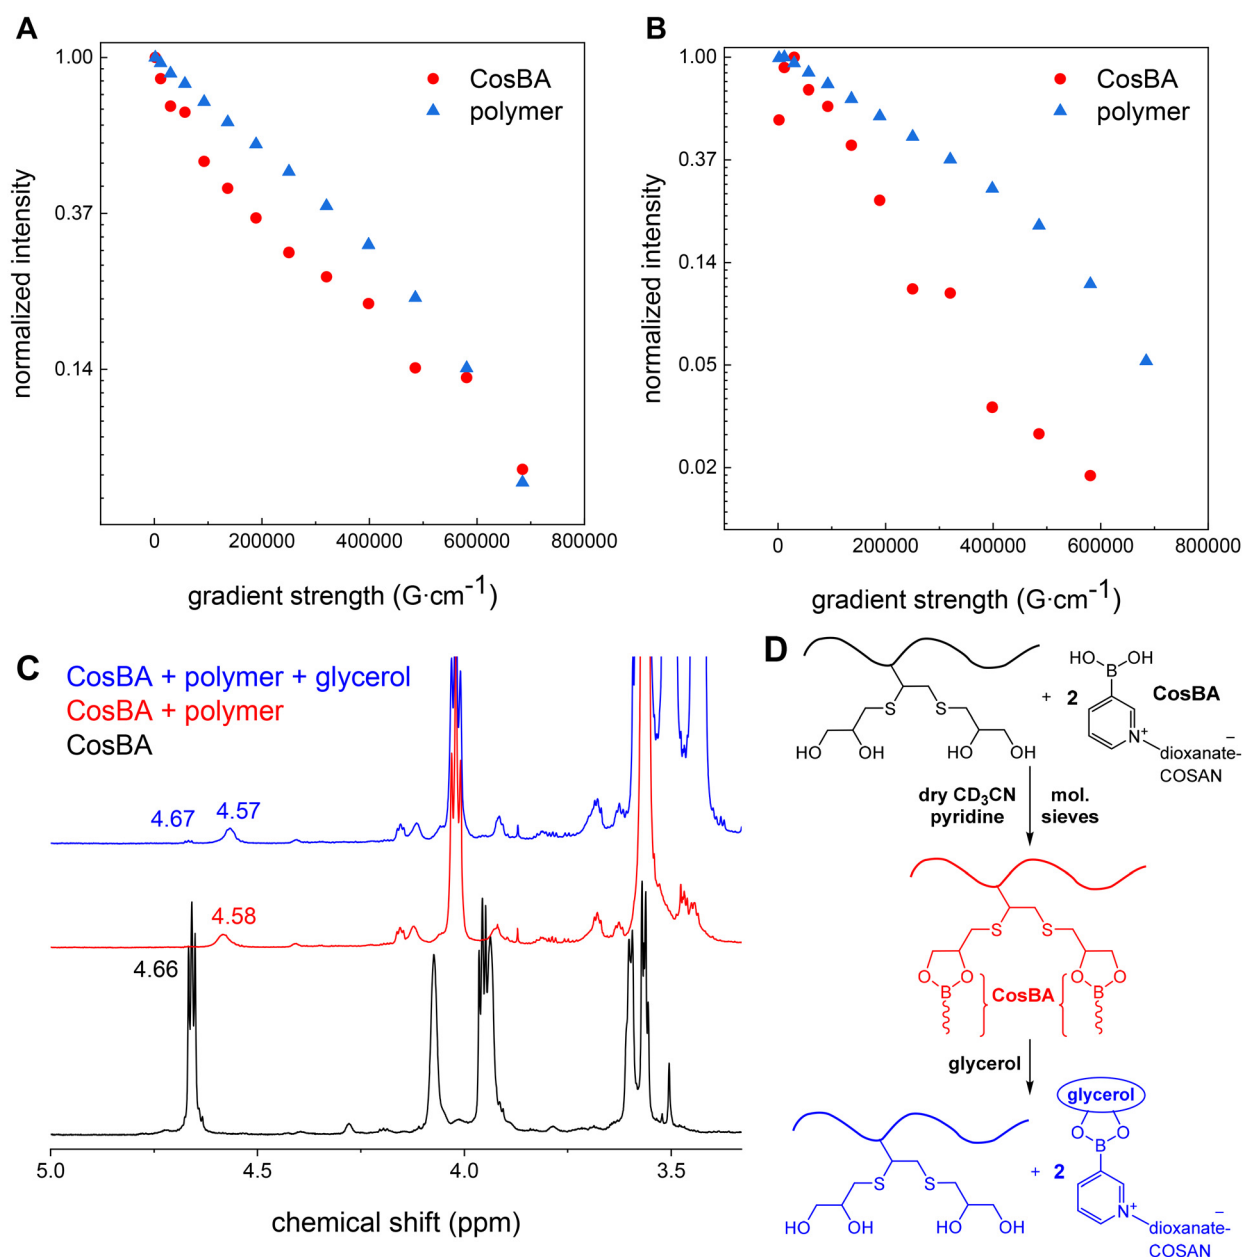 A
1.00
0.37
0.14
normalized intensity
CosBA
polymer
0
200000
400000
600000
800000
gradient strength (G·cm⁻¹)
B
1.00
0.37
0.14
0.05
0.02
normalized intensity
CosBA
polymer
0
200000
400000
600000
800000
gradient strength (G·cm⁻¹)
C
CosBA + polymer + glycerol
CosBA + polymer
CosBA
4.67
4.57
4.58
4.66
5.0
4.5
4.0
3.5
chemical shift (ppm)
D
S
S
HO
OH
HO
OH
+ 2
HO
OH
B
CosBA
N⁺
−
dioxanate-
COSAN
dry CD₃CN
pyridine
mol.
sieves
S
S
O
O
B
CosBA
O
O
B
glycerol
S
S
HO
OH
HO
OH
+ 2
glycerol
O
O
B
N⁺
−
dioxanate-
COSAN